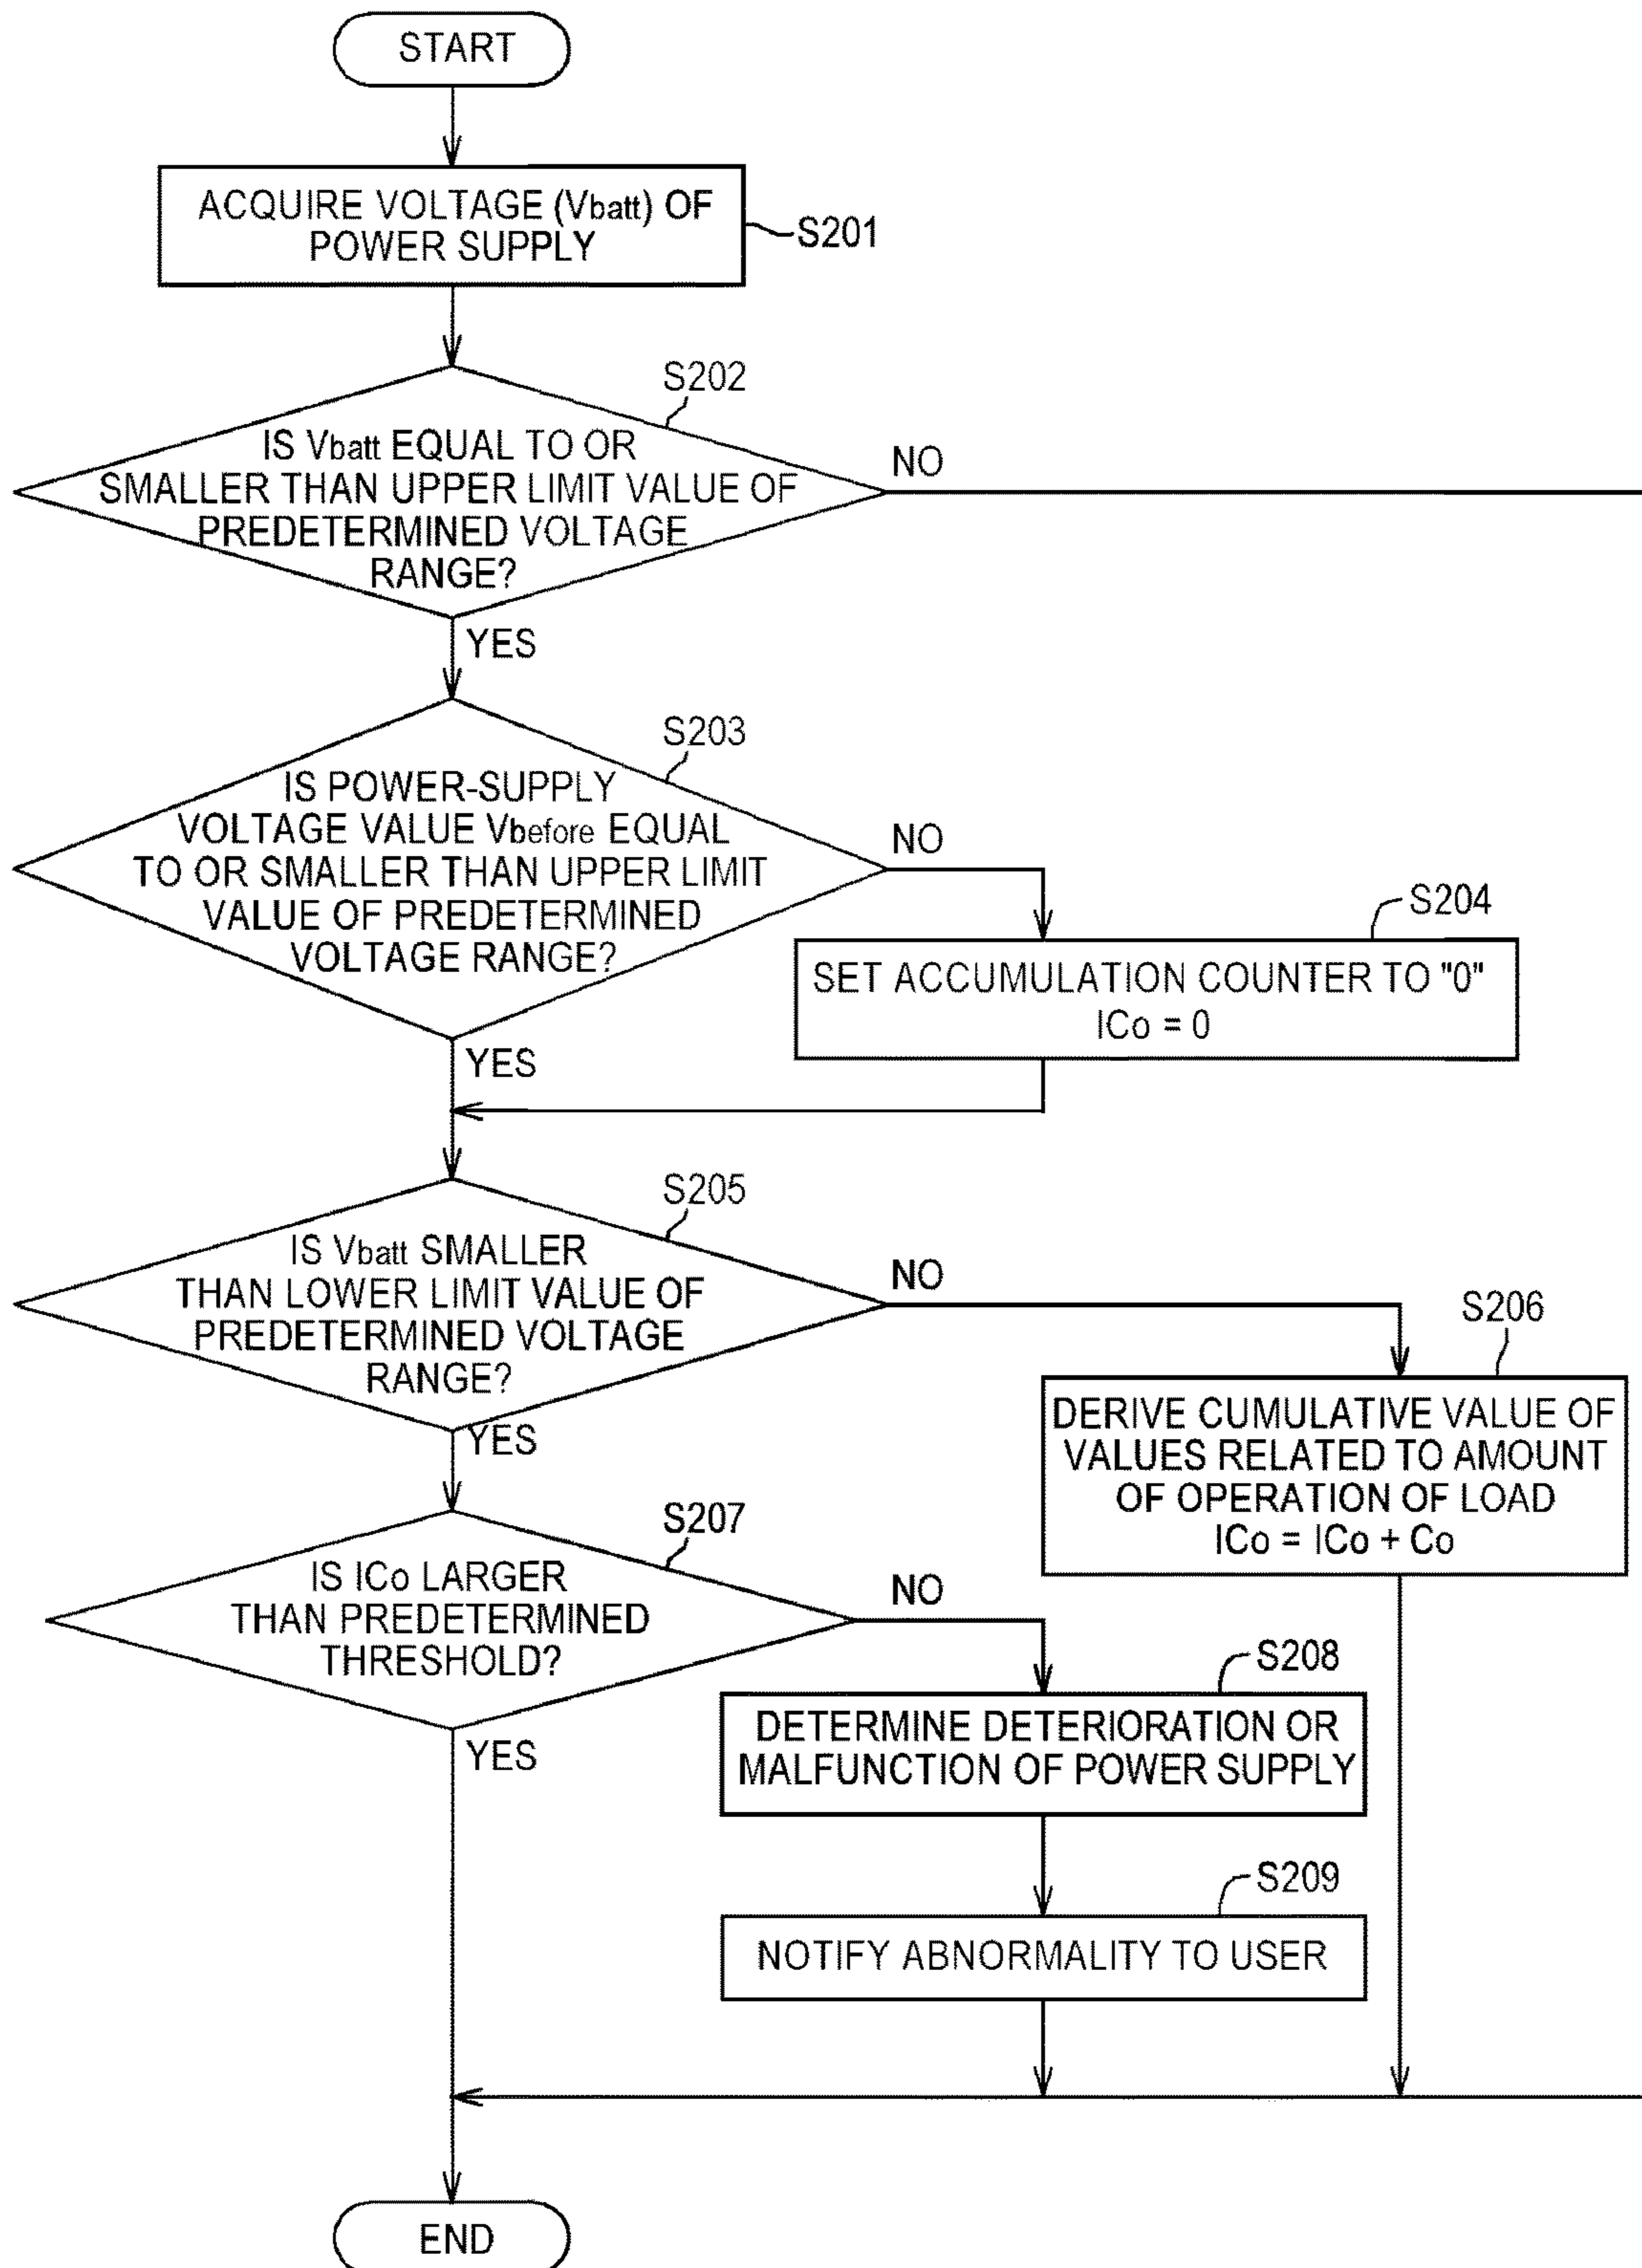 START
ACQUIRE VOLTAGE (Vbatt) OF
POWER SUPPLY
S201
S202
IS Vbatt EQUAL TO OR
SMALLER THAN UPPER LIMIT VALUE OF
PREDETERMINED VOLTAGE
RANGE?
NO
YES
S203
IS POWER-SUPPLY
VOLTAGE VALUE Vbefore EQUAL
TO OR SMALLER THAN UPPER LIMIT
VALUE OF PREDETERMINED
VOLTAGE RANGE?
NO
YES
S204
SET ACCUMULATION COUNTER TO "0"
ICo = 0
S205
IS Vbatt SMALLER
THAN LOWER LIMIT VALUE OF
PREDETERMINED VOLTAGE
RANGE?
NO
YES
S206
DERIVE CUMULATIVE VALUE OF
VALUES RELATED TO AMOUNT
OF OPERATION OF LOAD
ICo = ICo + Co
S207
IS ICo LARGER
THAN PREDETERMINED
THRESHOLD?
NO
YES
S208
DETERMINE DETERIORATION OR
MALFUNCTION OF POWER SUPPLY
S209
NOTIFY ABNORMALITY TO USER
END